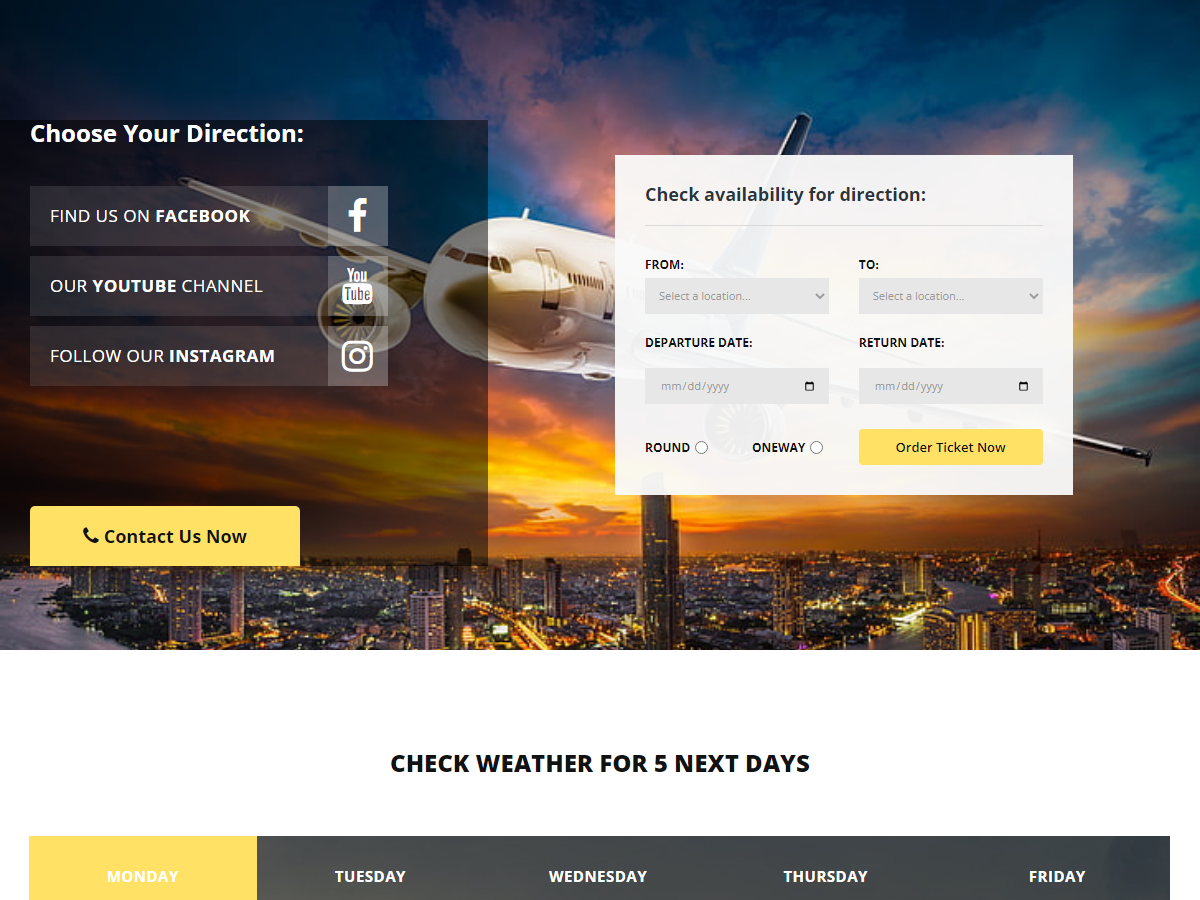 Choose Your Direction:
FIND US ON FACEBOOK
OUR YOUTUBE CHANNEL
You
Tube
FOLLOW OUR INSTAGRAM
Contact Us Now
Check availability for direction:
FROM:
TO:
Select a location...
Select a location...
DEPARTURE DATE:
RETURN DATE:
mm/dd/yyyy
mm/dd/yyyy
ROUND
ONEWAY
Order Ticket Now
CHECK WEATHER FOR 5 NEXT DAYS
MONDAY
TUESDAY
WEDNESDAY
THURSDAY
FRIDAY